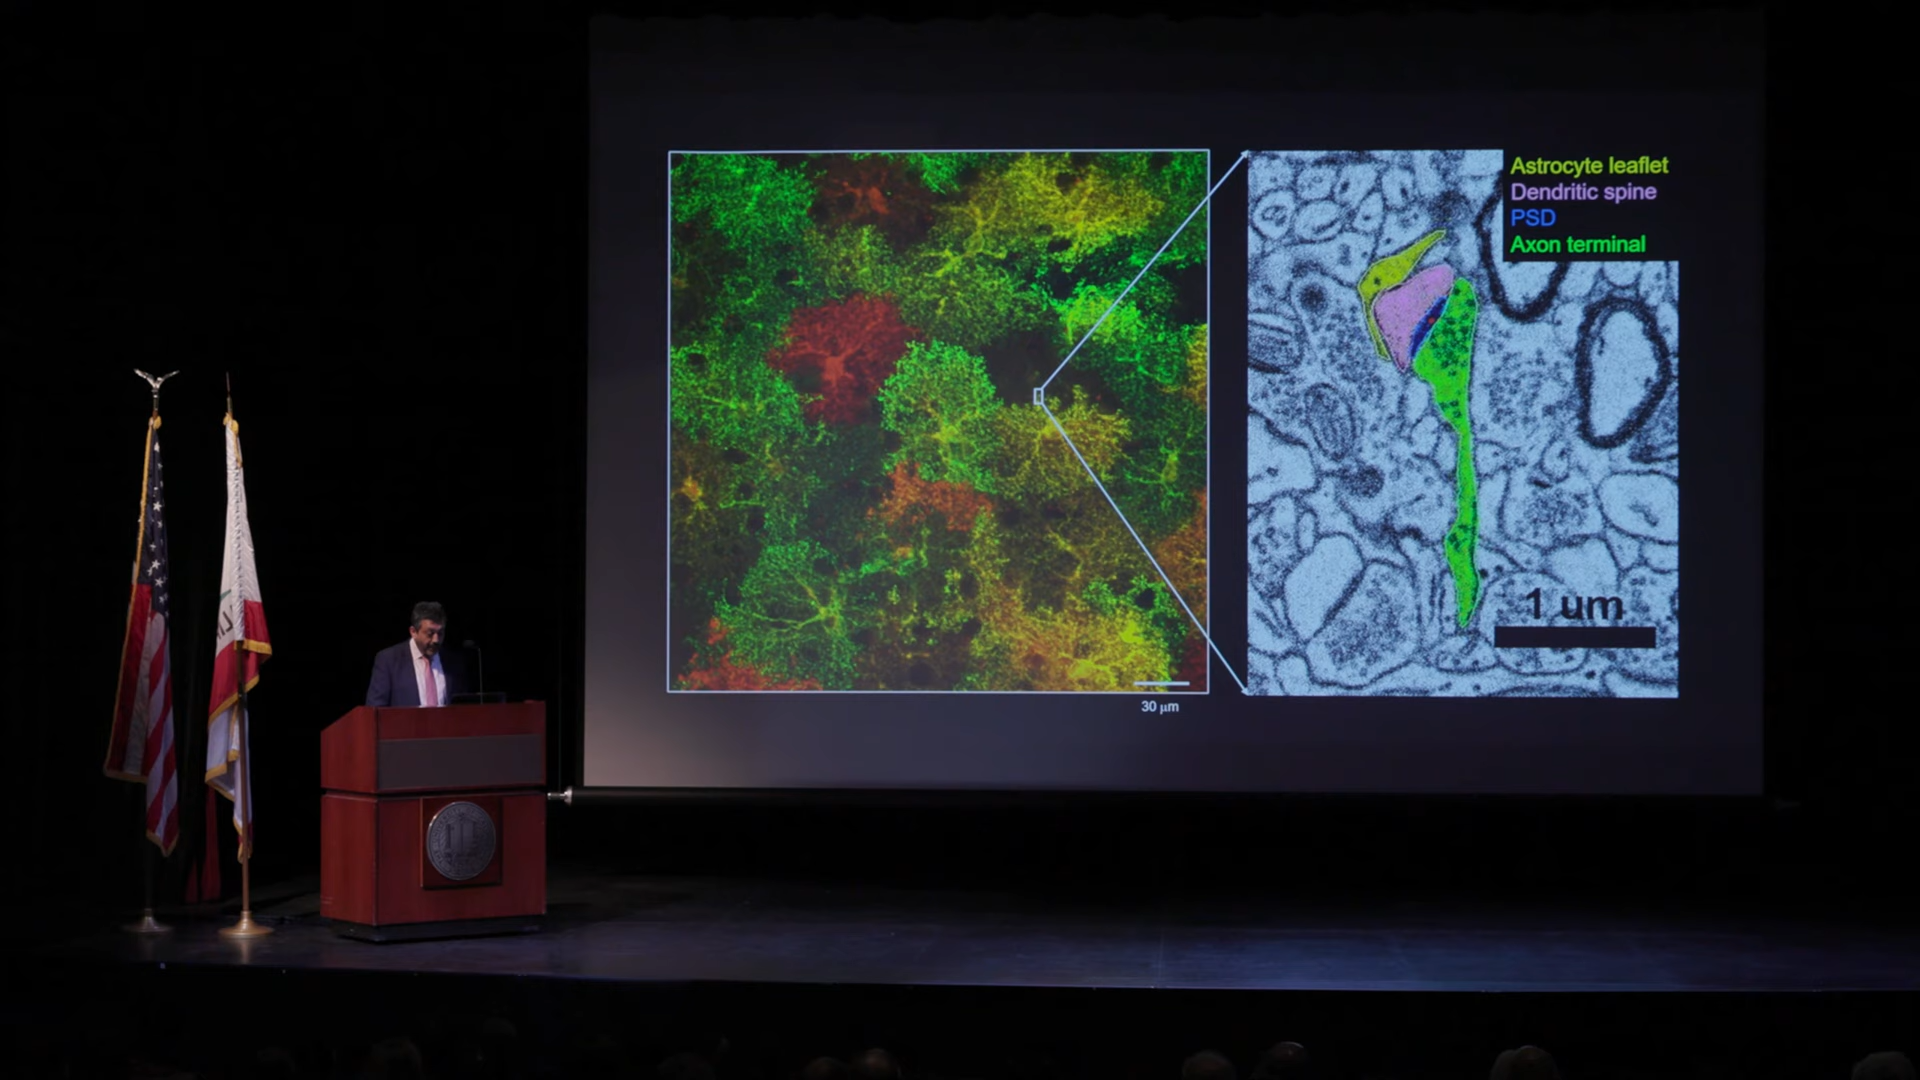 Astrocyte leaflet
Dendritic spine
PSD
Axon terminal
1 um
30 μm